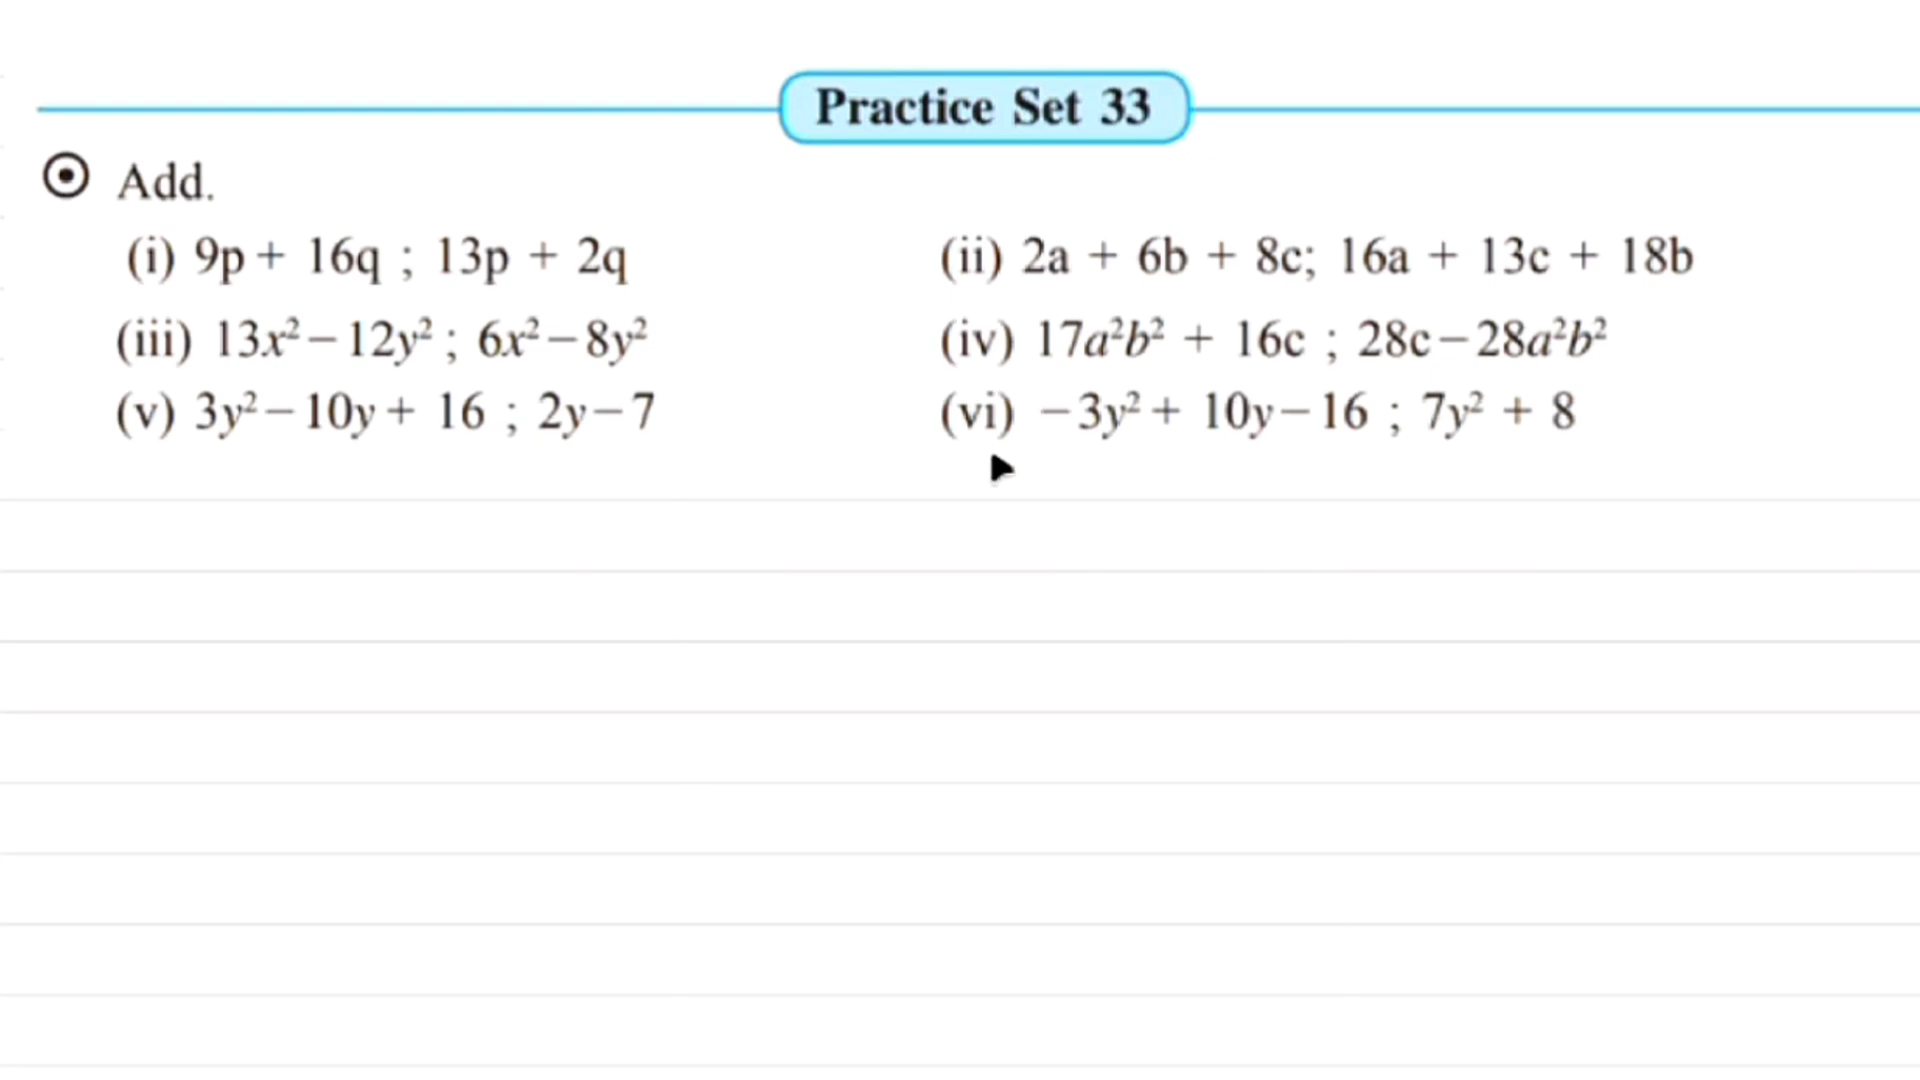 Practice Set 33
Add.
(i) 9p + 16q ; 13p + 2q
(ii) 2a + 6b + 8c; 16a + 13c + 18b
(iii) 13x² − 12y² ; 6x² − 8y²
(iv) 17a²b² + 16c ; 28c − 28a²b²
(v) 3y² − 10y + 16 ; 2y − 7
(vi) − 3y² + 10y − 16 ; 7y² + 8